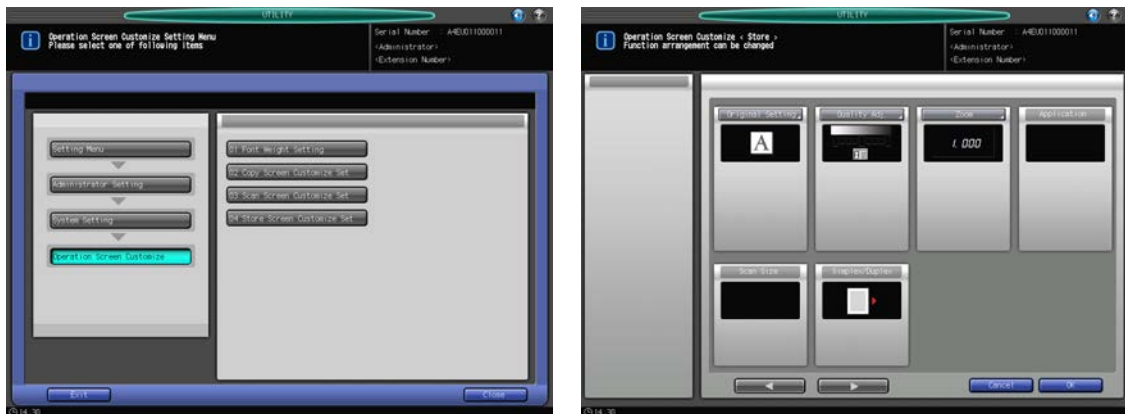 UTILITY
Operation Screen Customize Setting Menu
Please select one of following items
Serial Number : A4EU011000011
<Administrator>
<Extension Number>
Setting Menu
Administrator Setting
System Setting
Operation Screen Customize
01 Font Weight Setting
02 Copy Screen Customize Set
03 Scan Screen Customize Set
04 Store Screen Customize Set
Exit
Close
14:30
UTILITY
Operation Screen Customize < Store >
Function arrangement can be changed
Serial Number : A4EU011000011
<Administrator>
<Extension Number>
Original Setting
Quality Adj.
Zoom
Application
A
1.000
Scan Size
Simplex/Duplex
Cancel
OK
14:30